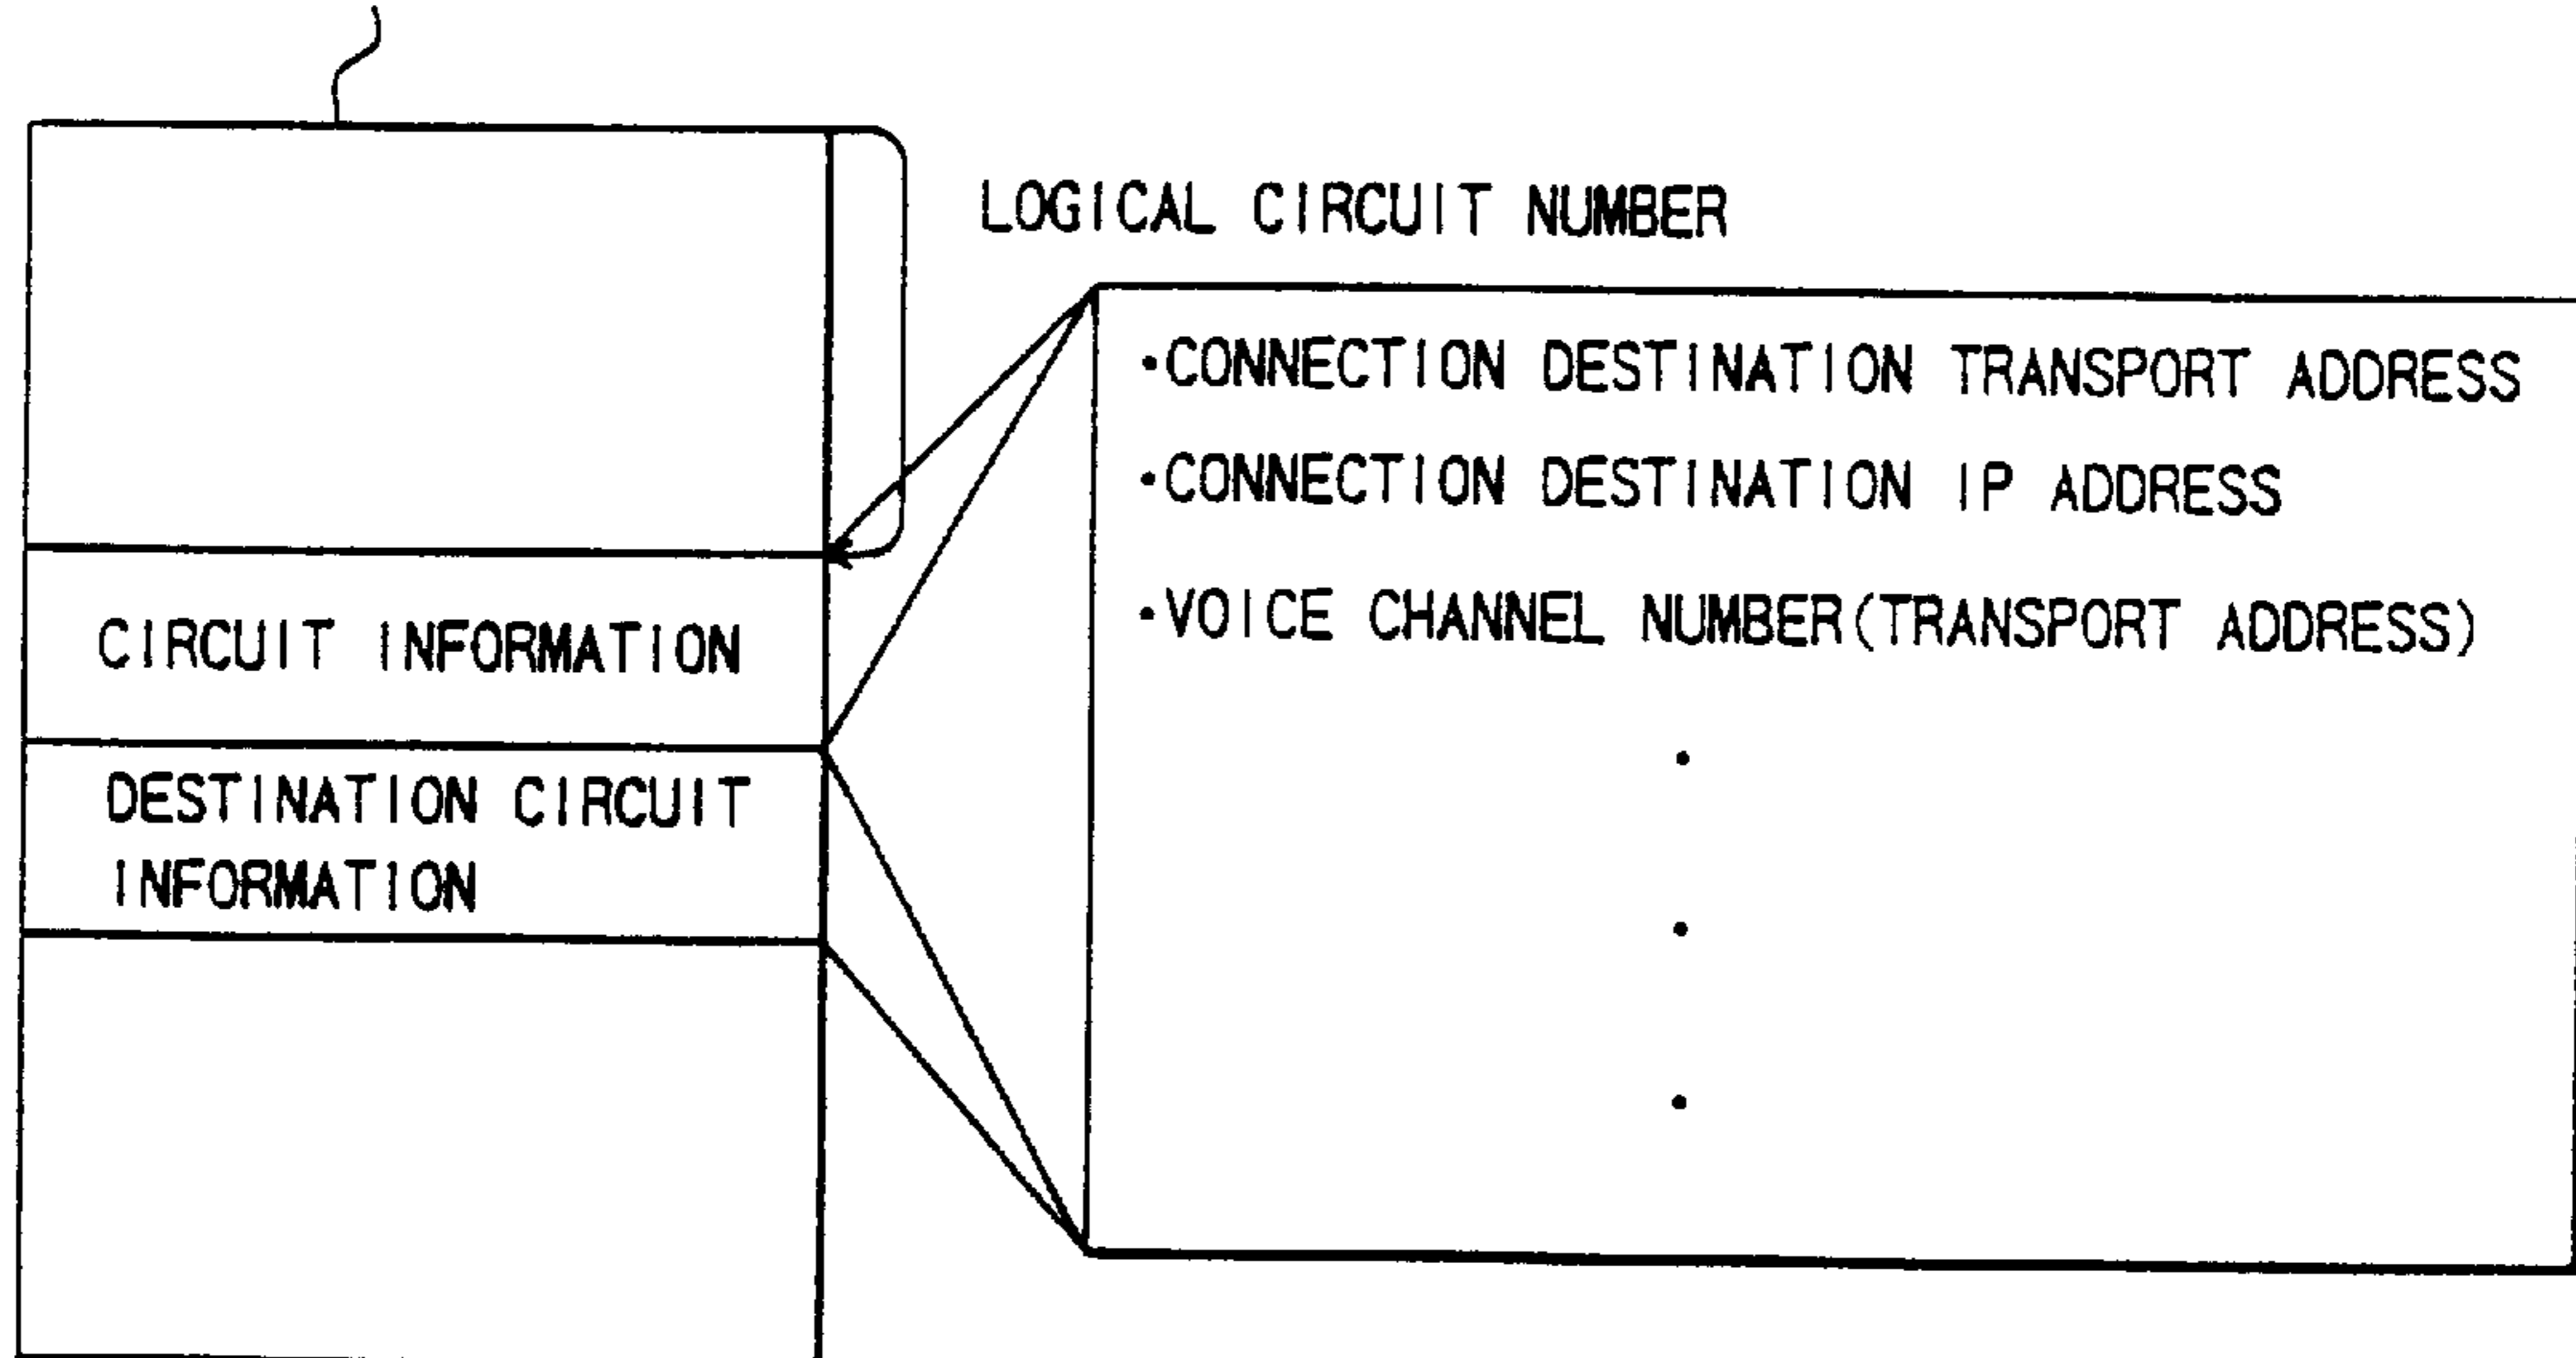 LOGICAL CIRCUIT NUMBER
·CONNECTION DESTINATION TRANSPORT ADDRESS
·CONNECTION DESTINATION IP ADDRESS
·VOICE CHANNEL NUMBER(TRANSPORT ADDRESS)
CIRCUIT INFORMATION
DESTINATION CIRCUIT
INFORMATION